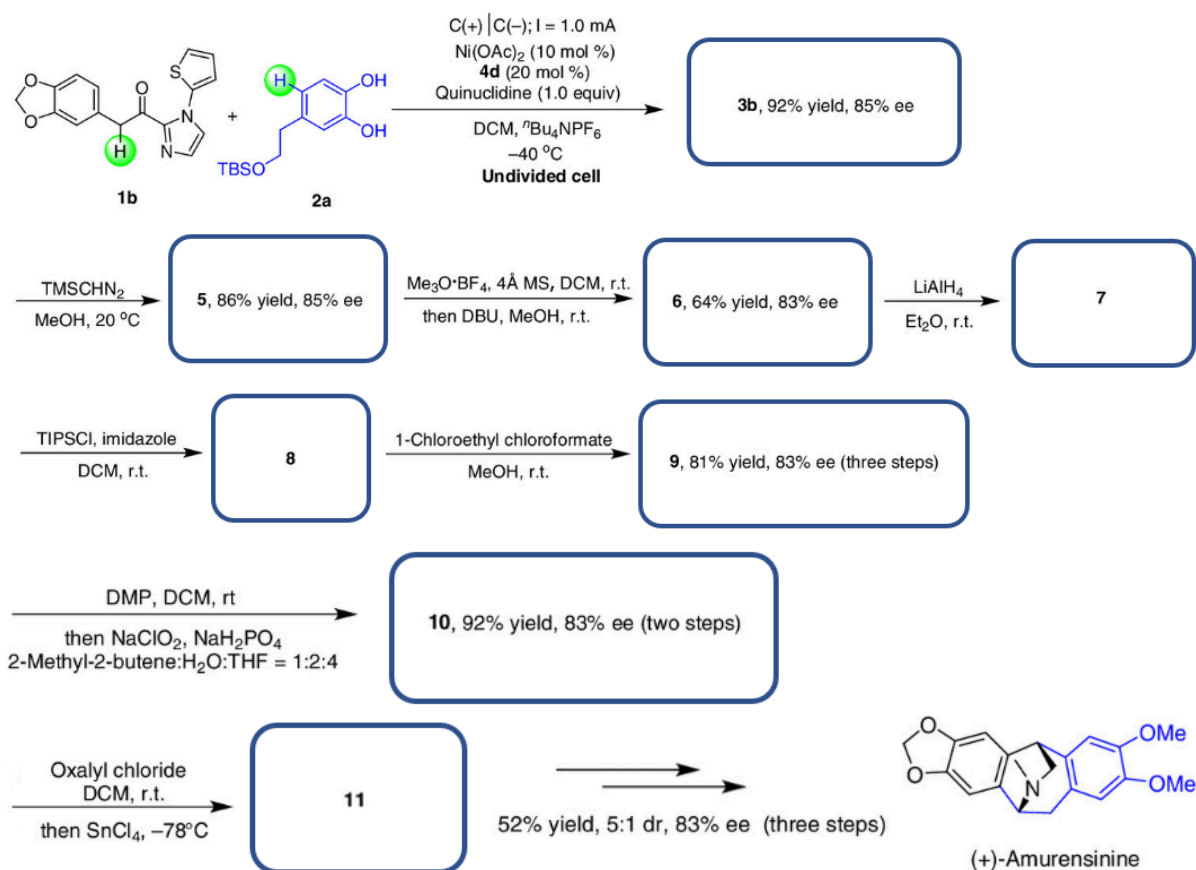 C(+) | C(–); I = 1.0 mA
Ni(OAc)₂ (10 mol %)
4d (20 mol %)
Quinuclidine (1.0 equiv)
DCM, ⁿBu₄NPF₆
–40 °C
Undivided cell
O
O
O
H
S
N
N
1b
+
H
OH
OH
TBSO
2a
3b, 92% yield, 85% ee
TMSCHN₂
MeOH, 20 °C
5, 86% yield, 85% ee
Me₃O·BF₄, 4Å MS, DCM, r.t.
then DBU, MeOH, r.t.
6, 64% yield, 83% ee
LiAlH₄
Et₂O, r.t.
7
TIPSCl, imidazole
DCM, r.t.
8
1-Chloroethyl chloroformate
MeOH, r.t.
9, 81% yield, 83% ee (three steps)
DMP, DCM, rt
then NaClO₂, NaH₂PO₄
2-Methyl-2-butene:H₂O:THF = 1:2:4
10, 92% yield, 83% ee (two steps)
Oxalyl chloride
DCM, r.t.
then SnCl₄, –78°C
11
52% yield, 5:1 dr, 83% ee (three steps)
O
O
N
OMe
OMe
(+)-Amurensinine